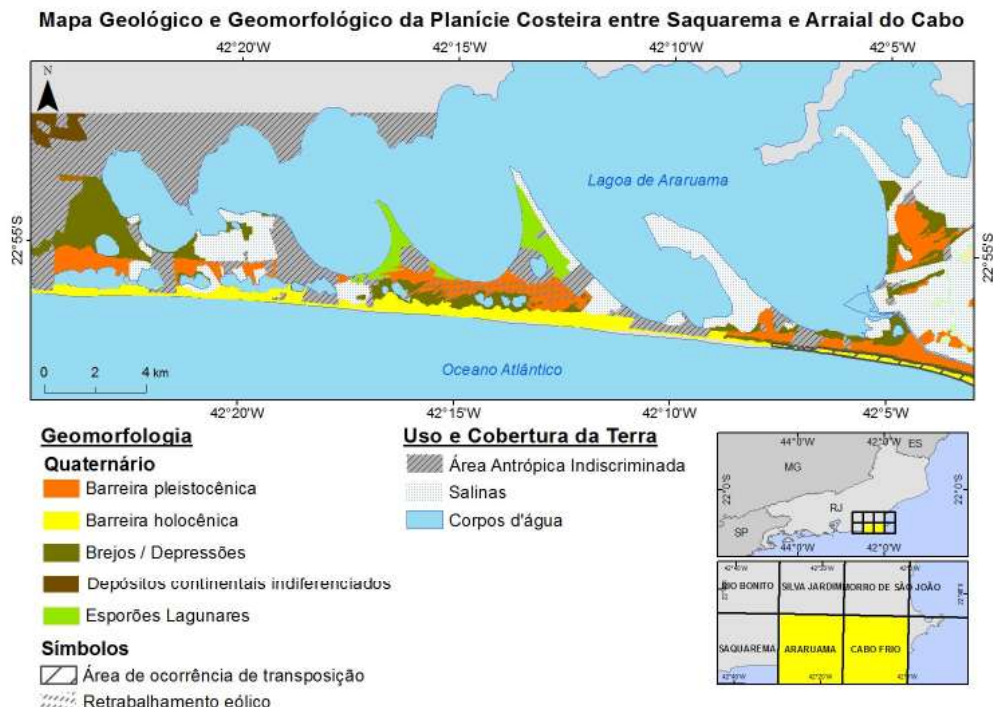 Mapa Geológico e Geomorfológico da Planície Costeira entre Saquarema e Arraial do Cabo
42°20'W 42°15'W 42°10'W 42°5'W
N
Lagoa de Araruama
22°55'S 22°55'S
0 2 4 km
Oceano Atlântico
42°20'W 42°15'W 42°10'W 42°5'W
Geomorfologia
Quaternário
Barreira pleistocênica
Barreira holocênica
Brejos / Depressões
Depósitos continentais indiferenciados
Esporões Lagunares
Símbolos
Área de ocorrência de transposição
Retrabalhamento eólico
Uso e Cobertura da Terra
Área Antrópica Indiscriminada
Salinas
Corpos d'água
44°0'W 42°0'W
ES
MG
22°0'S 22°0'S
RJ
SP
44°0'W 42°0'W
RIO BONITO SILVA JARDIM MORRO DE SÃO JOÃO
SAQUAREMA ARARUAMA CABO FRIO